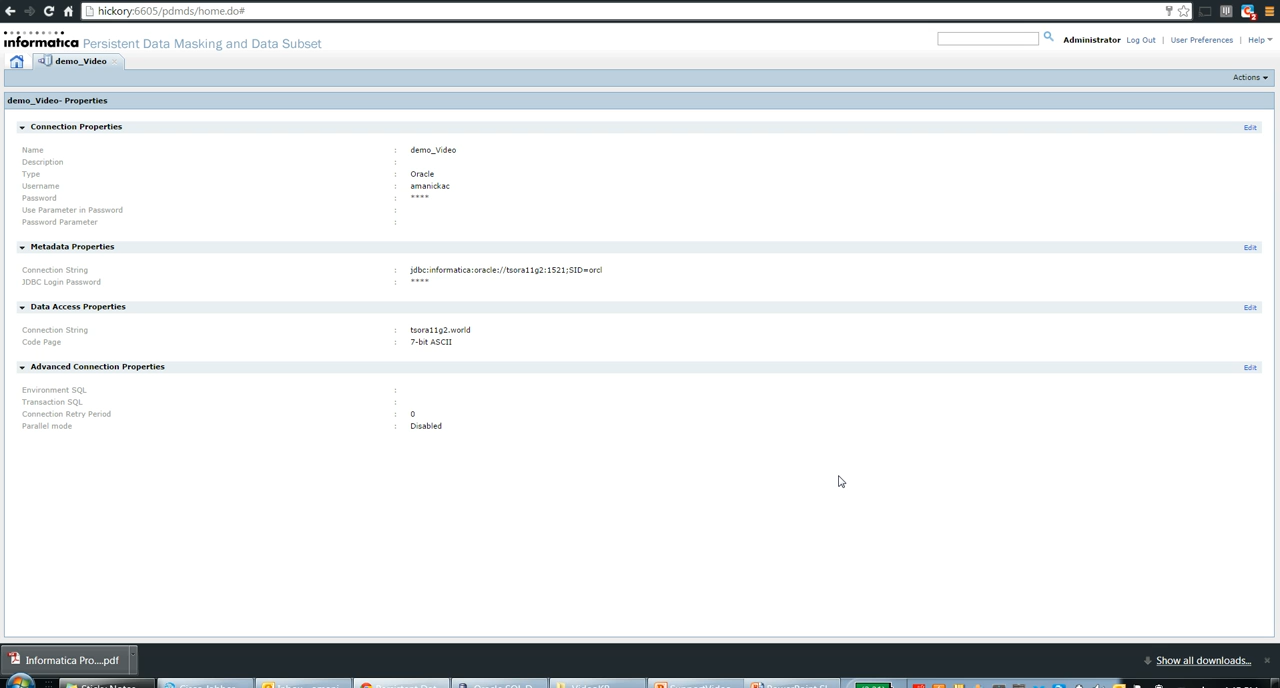 hickory:6605/pdmds/home.do#
informatica Persistent Data Masking and Data Subset
Administrator Log Out | User Preferences | Help
demo_Video
Actions
demo_Video- Properties
Connection Properties Edit
Name : demo_Video
Description :
Type : Oracle
Username : amanickac
Password : ****
Use Parameter in Password :
Password Parameter :
Metadata Properties Edit
Connection String : jdbc:informatica:oracle://tsora11g2:1521;SID=orcl
JDBC Login Password : ****
Data Access Properties Edit
Connection String : tsora11g2.world
Code Page : 7-bit ASCII
Advanced Connection Properties Edit
Environment SQL :
Transaction SQL :
Connection Retry Period : 0
Parallel mode : Disabled
Informatica Pro....pdf
Show all downloads...